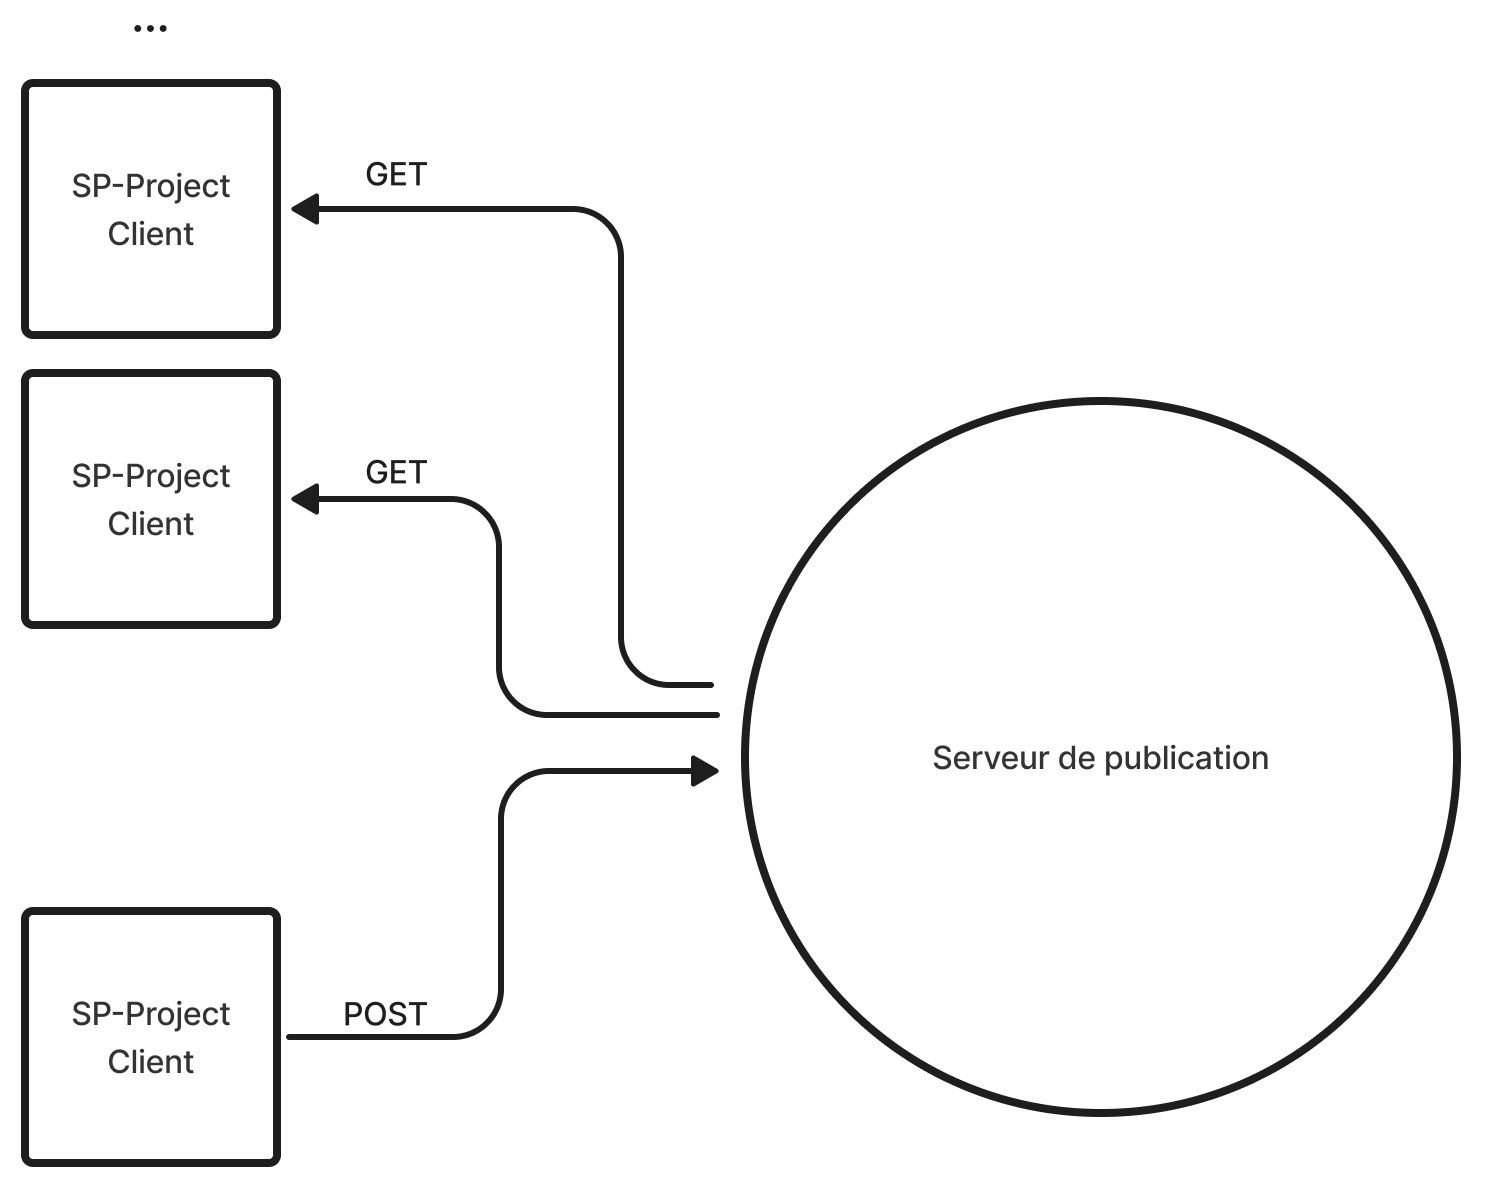 ...
SP-Project
Client
GET
SP-Project
Client
GET
Serveur de publication
SP-Project
Client
POST